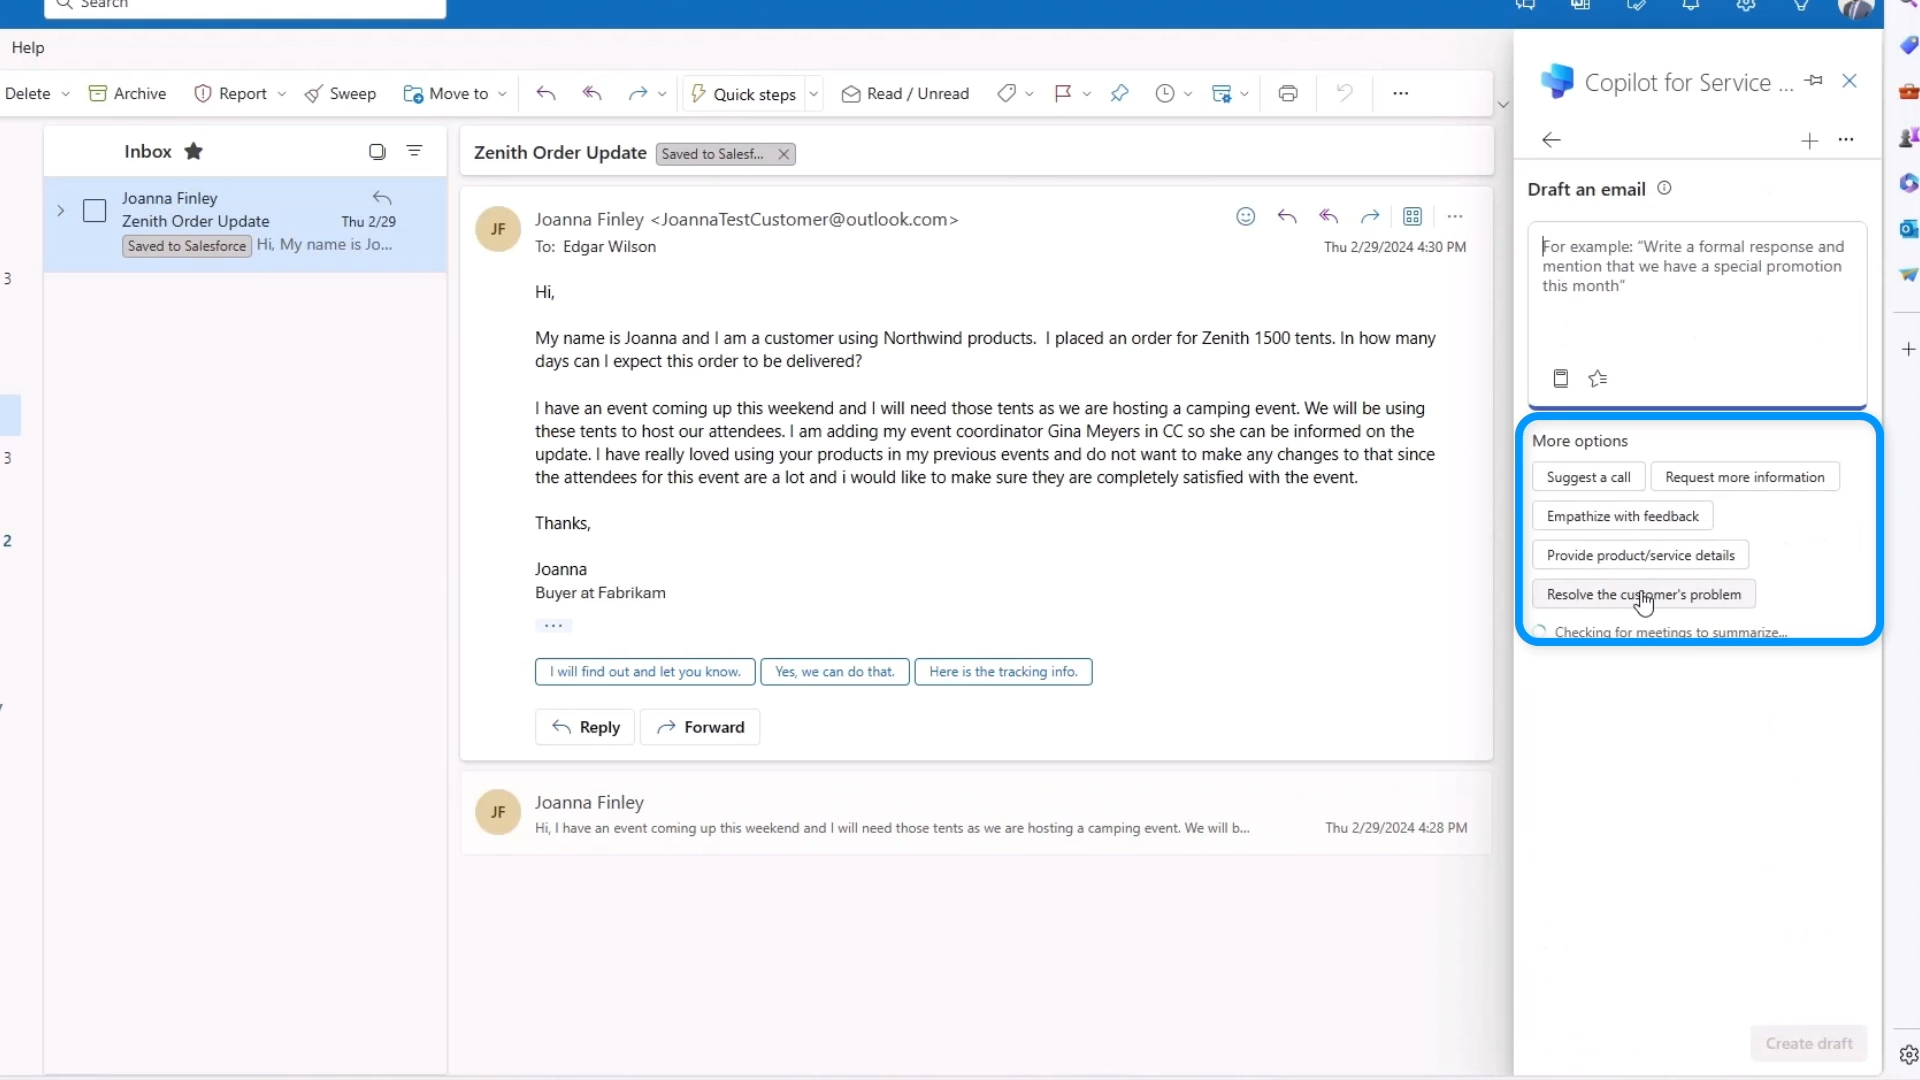 Search
Help
Delete
Archive
Report
Sweep
Move to
Quick steps
Read / Unread
Inbox
Joanna Finley
Zenith Order Update
Thu 2/29
Saved to Salesforce
Hi, My name is Jo...
3
3
2
Zenith Order Update
Saved to Salesf...
JF
Joanna Finley <JoannaTestCustomer@outlook.com>
To: Edgar Wilson
Thu 2/29/2024 4:30 PM
Hi,
My name is Joanna and I am a customer using Northwind products.  I placed an order for Zenith 1500 tents. In how many
days can I expect this order to be delivered?
I have an event coming up this weekend and I will need those tents as we are hosting a camping event. We will be using
these tents to host our attendees. I am adding my event coordinator Gina Meyers in CC so she can be informed on the
update. I have really loved using your products in my previous events and do not want to make any changes to that since
the attendees for this event are a lot and i would like to make sure they are completely satisfied with the event.
Thanks,
Joanna
Buyer at Fabrikam
I will find out and let you know.
Yes, we can do that.
Here is the tracking info.
Reply
Forward
JF
Joanna Finley
Hi, I have an event coming up this weekend and I will need those tents as we are hosting a camping event. We will b...
Thu 2/29/2024 4:28 PM
Copilot for Service ...
Draft an email
For example: "Write a formal response and
mention that we have a special promotion
this month"
More options
Suggest a call
Request more information
Empathize with feedback
Provide product/service details
Resolve the customer's problem
Checking for meetings to summarize...
Create draft